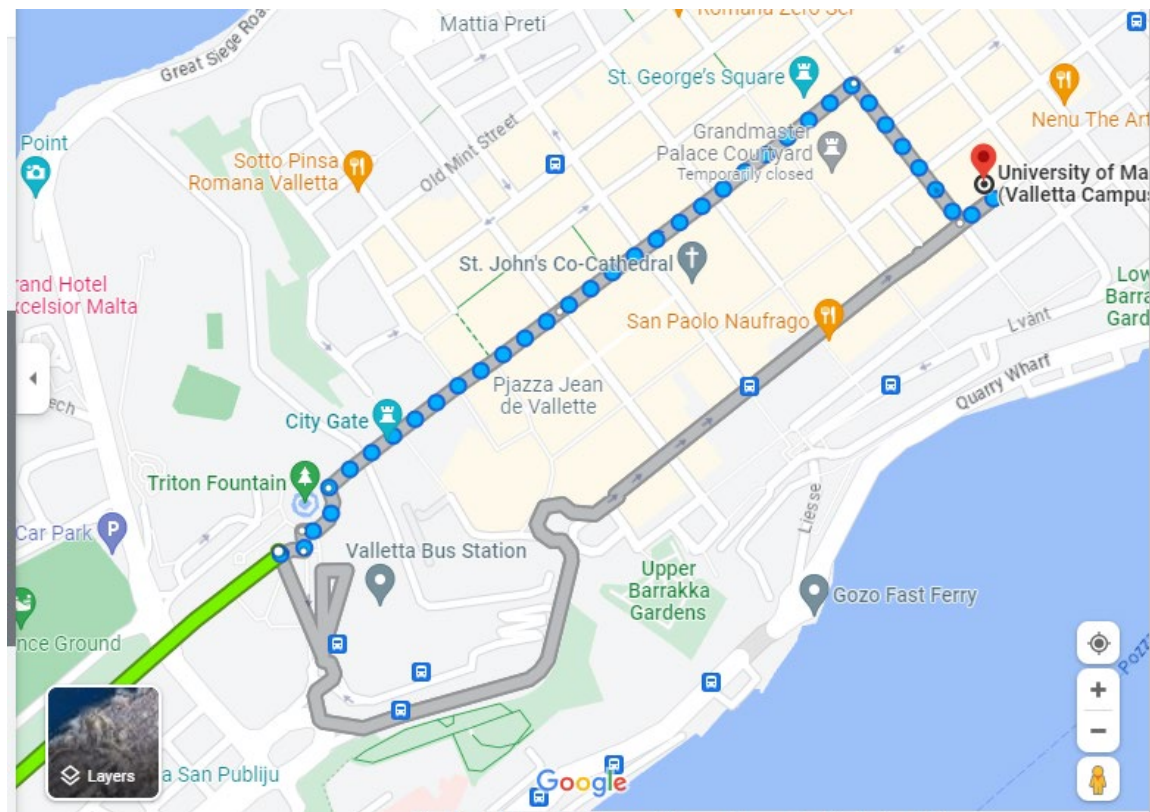 Mattia Preti
Great Siege Road
St. George's Square
Point
Nenu The Art
Old Mint Street
Grandmaster
Palace Courtyard
Temporarily closed
Sotto Pinsa
Romana Valletta
University of Ma
(Valletta Campus
St. John's Co-Cathedral
rand Hotel
xcelsior Malta
Low
Barra
Gard
San Paolo Naufrago
Lvànt
Quarry Wharf
ech
Pjazza Jean
de Vallette
City Gate
Triton Fountain
Liesse
Car Park
P
Valletta Bus Station
Upper
Barrakka
Gardens
Gozo Fast Ferry
nce Ground
Pozz
Layers
a San Publiju
Google